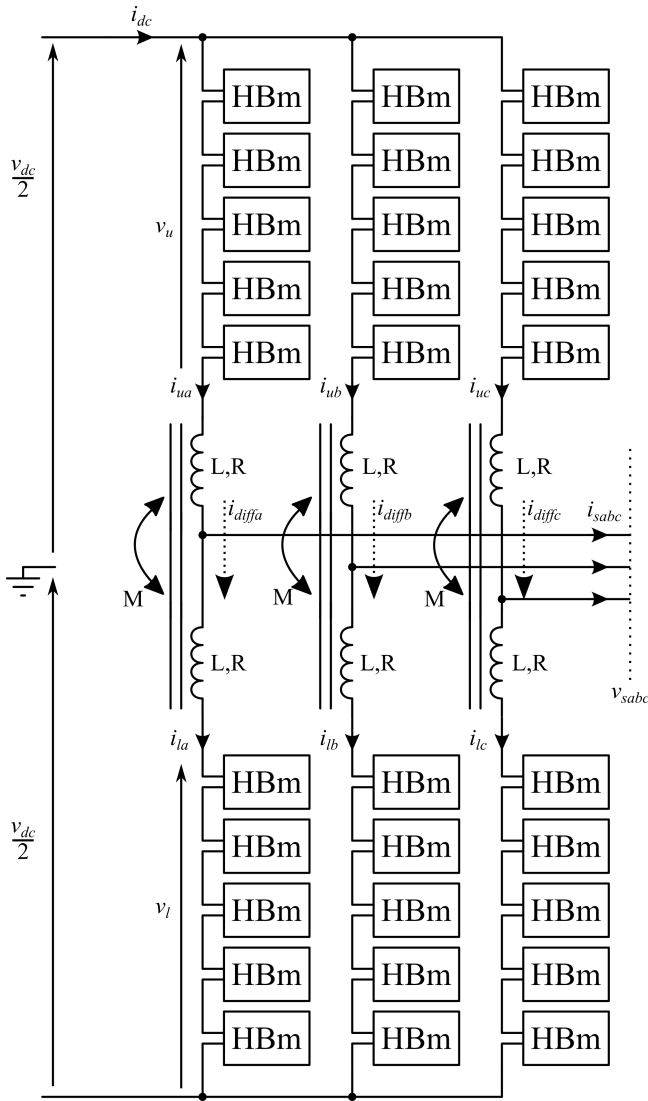 i_dc
HBm HBm HBm
v_dc/2
HBm HBm HBm
v_u
HBm HBm HBm
HBm HBm HBm
HBm HBm HBm
i_ua i_ub i_uc
L,R L,R L,R
i_diffa i_diffb i_diffc i_sabc
M M M
L,R L,R L,R
v_sabc
i_la i_lb i_lc
HBm HBm HBm
v_dc/2
HBm HBm HBm
v_l
HBm HBm HBm
HBm HBm HBm
HBm HBm HBm